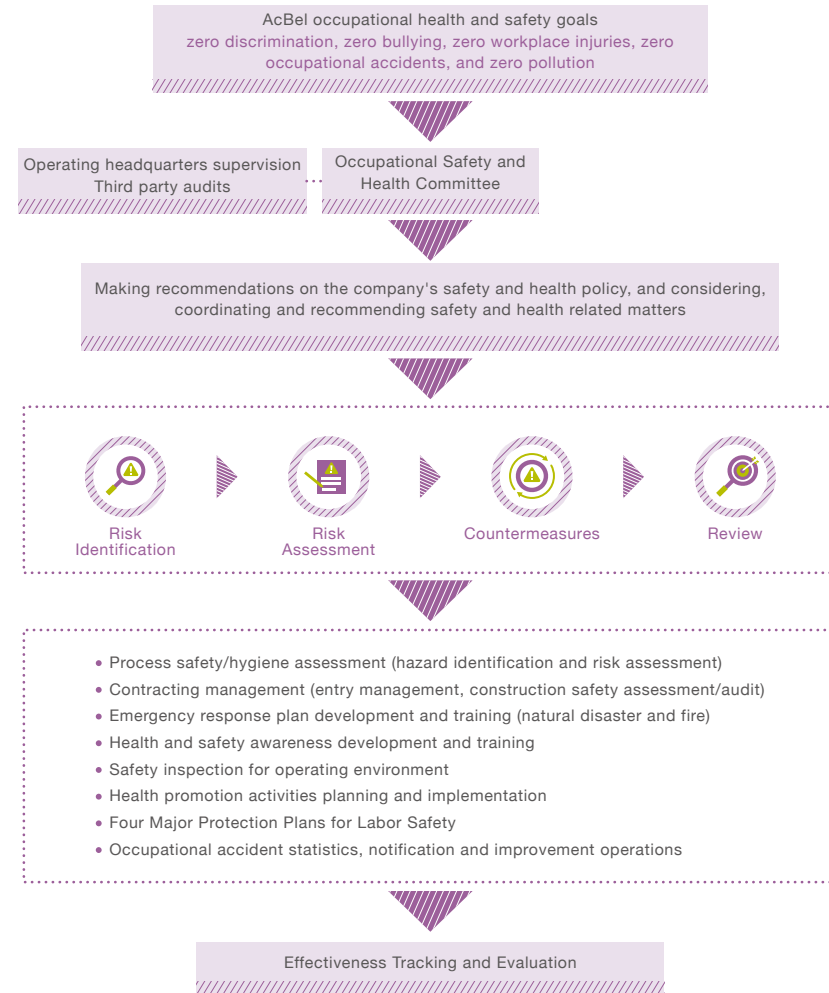 AcBel occupational health and safety goals
zero discrimination, zero bullying, zero workplace injuries, zero
occupational accidents, and zero pollution
Operating headquarters supervision
Third party audits
Occupational Safety and
Health Committee
Making recommendations on the company's safety and health policy, and considering,
coordinating and recommending safety and health related matters
Risk
Identification
Risk
Assessment
Countermeasures
Review
• Process safety/hygiene assessment (hazard identification and risk assessment)
• Contracting management (entry management, construction safety assessment/audit)
• Emergency response plan development and training (natural disaster and fire)
• Health and safety awareness development and training
• Safety inspection for operating environment
• Health promotion activities planning and implementation
• Four Major Protection Plans for Labor Safety
• Occupational accident statistics, notification and improvement operations
Effectiveness Tracking and Evaluation